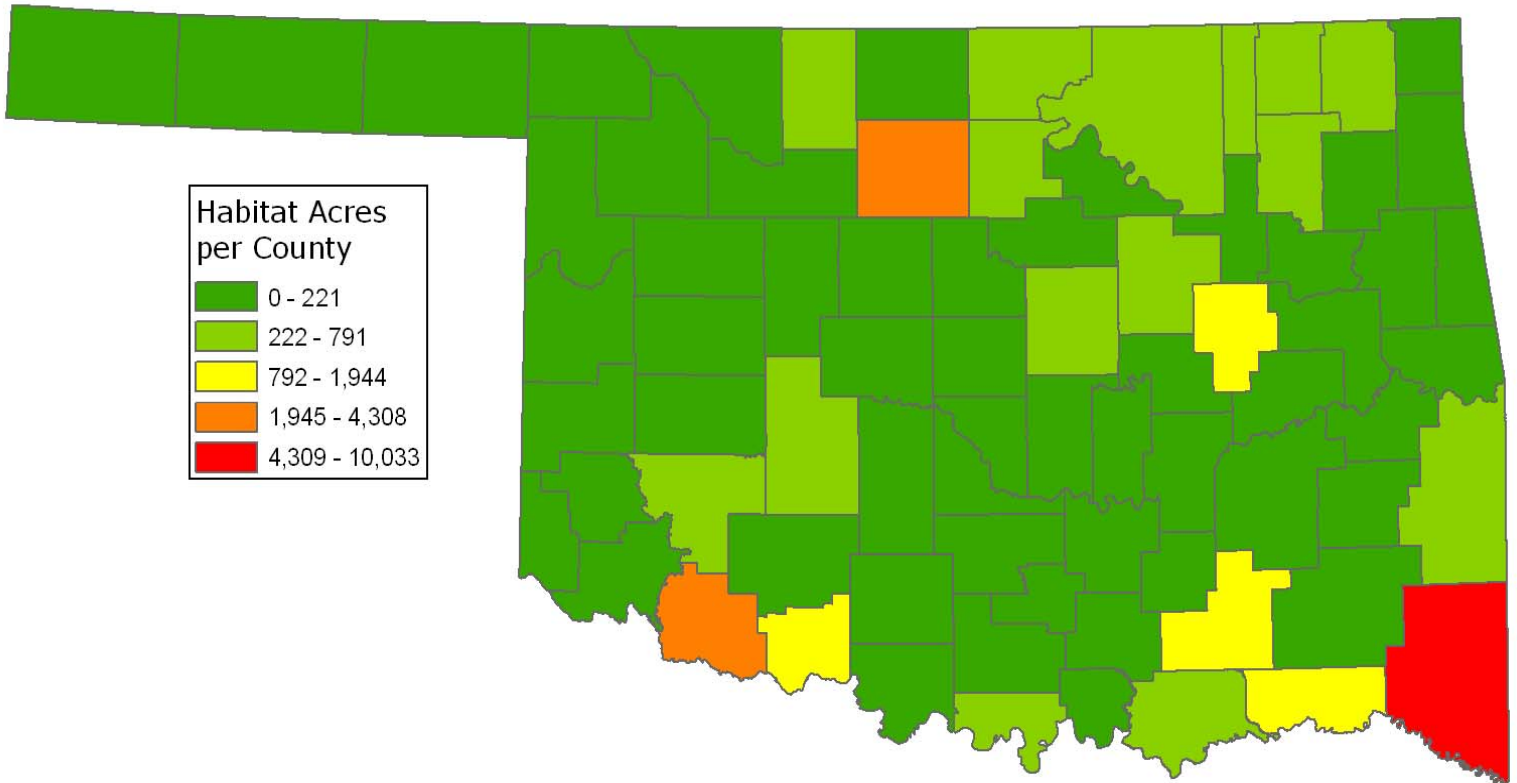 Habitat Acres
per County
0 - 221
222 - 791
792 - 1,944
1,945 - 4,308
4,309 - 10,033